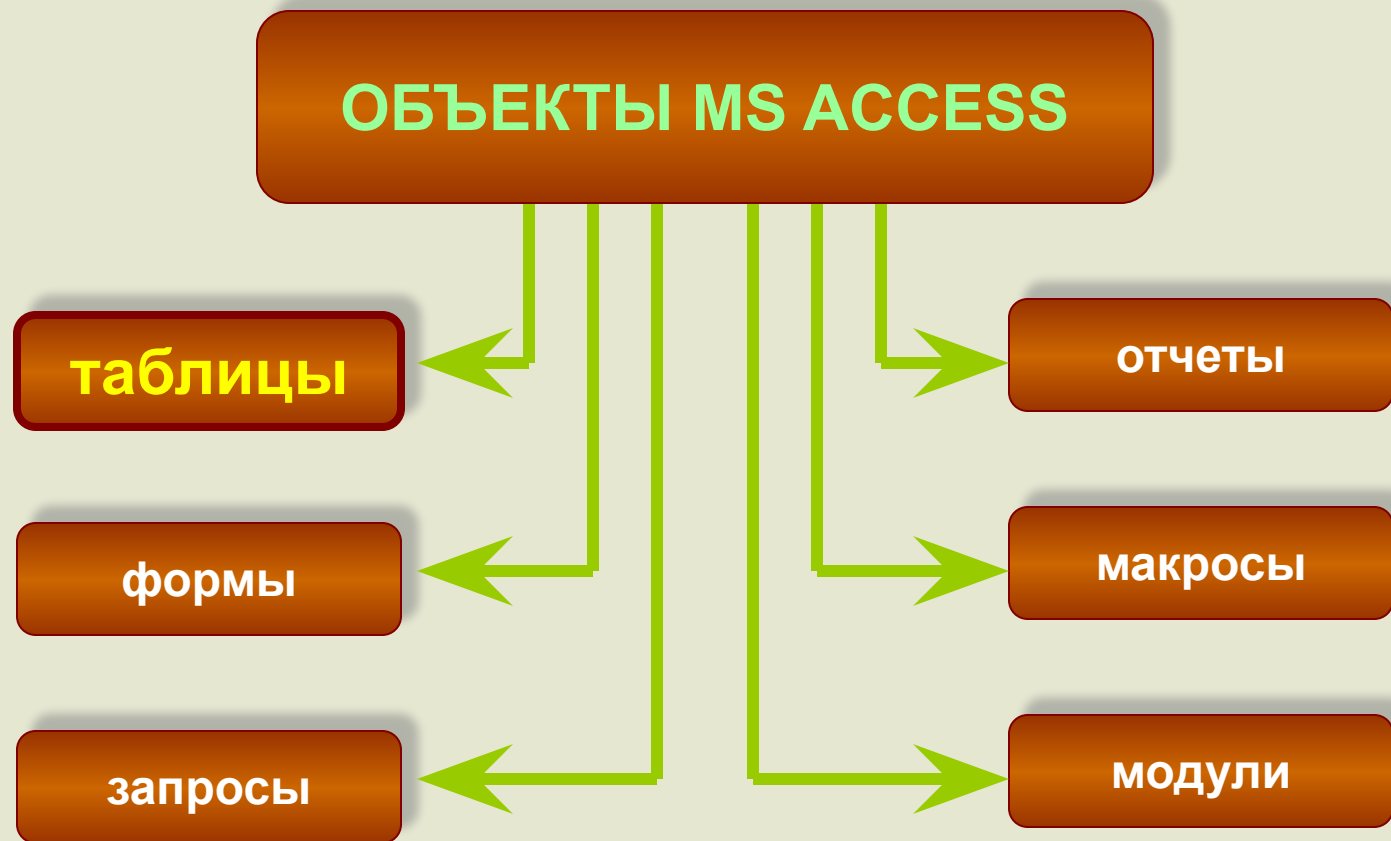 ОБЪЕКТЫ MS ACCESS
таблицы
отчеты
формы
макросы
запросы
модули